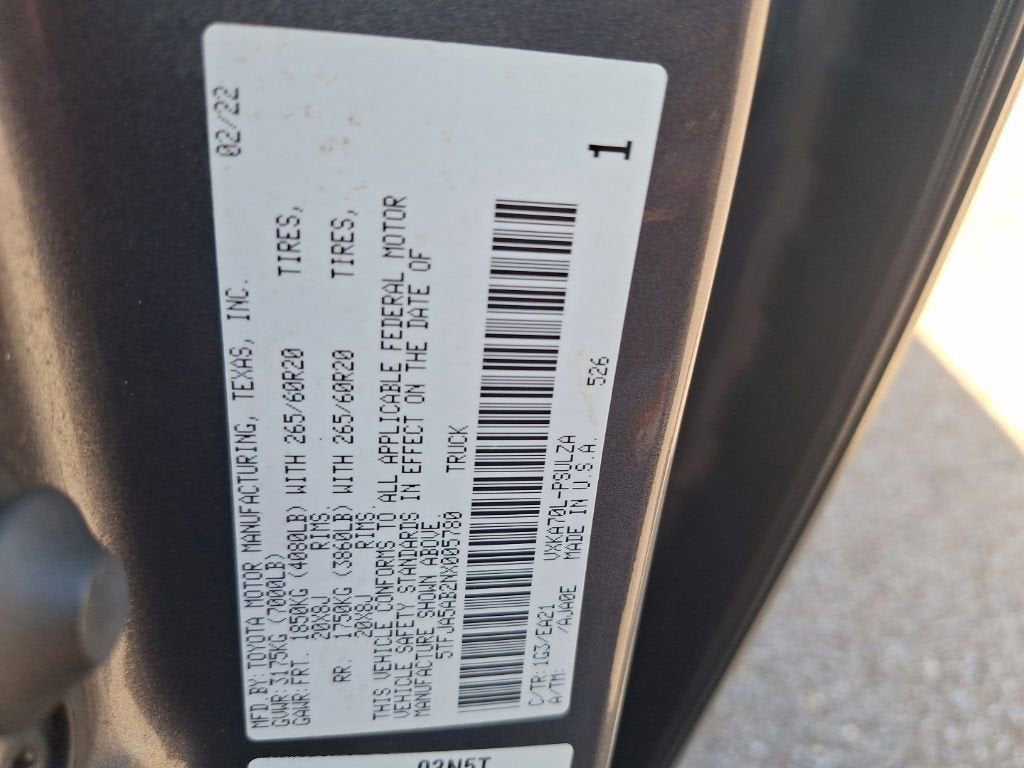 MFD BY:TOYOTA MOTOR MANUFACTURING, TEXAS, INC. 02/22
GVWR:3175KG (7000LB)
GAWR:FRT. 1850KG (4080LB) WITH 265/60R20 TIRES,
20X8J RIMS.
RR. 1750KG (3860LB) WITH 265/60R20 TIRES,
20X8J RIMS.
THIS VEHICLE CONFORMS TO ALL APPLICABLE FEDERAL MOTOR
VEHICLE SAFETY STANDARDS IN EFFECT ON THE DATE OF
MANUFACTURE SHOWN ABOVE
5TFJA5AB2NX005780 TRUCK
C/TR:1G3/EA21 VXKA70L-PSULZA
A/TM: /AJA0E MADE IN U.S.A. 526
1
03N5T